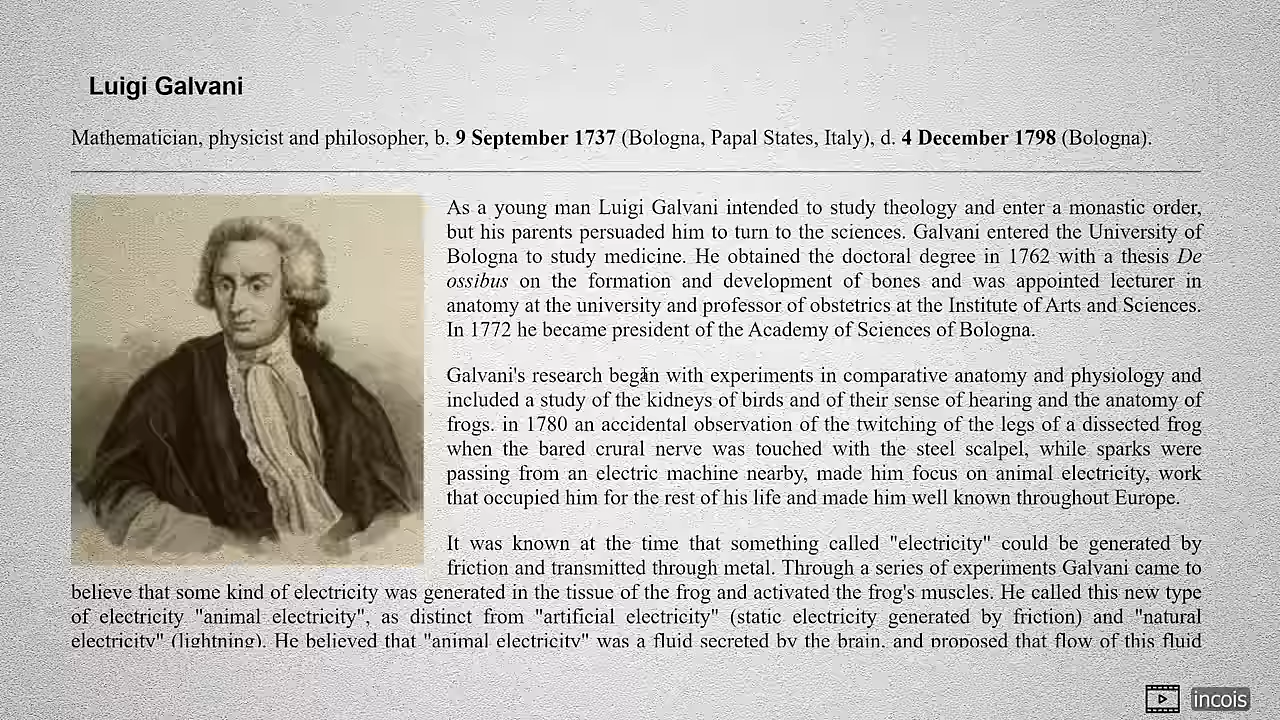 Luigi Galvani
Mathematician, physicist and philosopher, b. 9 September 1737 (Bologna, Papal States, Italy), d. 4 December 1798 (Bologna).
As a young man Luigi Galvani intended to study theology and enter a monastic order,
but his parents persuaded him to turn to the sciences. Galvani entered the University of
Bologna to study medicine. He obtained the doctoral degree in 1762 with a thesis De
ossibus on the formation and development of bones and was appointed lecturer in
anatomy at the university and professor of obstetrics at the Institute of Arts and Sciences.
In 1772 he became president of the Academy of Sciences of Bologna.
Galvani's research began with experiments in comparative anatomy and physiology and
included a study of the kidneys of birds and of their sense of hearing and the anatomy of
frogs. in 1780 an accidental observation of the twitching of the legs of a dissected frog
when the bared crural nerve was touched with the steel scalpel, while sparks were
passing from an electric machine nearby, made him focus on animal electricity, work
that occupied him for the rest of his life and made him well known throughout Europe.
It was known at the time that something called "electricity" could be generated by
friction and transmitted through metal. Through a series of experiments Galvani came to
believe that some kind of electricity was generated in the tissue of the frog and activated the frog's muscles. He called this new type
of electricity "animal electricity", as distinct from "artificial electricity" (static electricity generated by friction) and "natural
electricity" (lightning). He believed that "animal electricity" was a fluid secreted by the brain, and proposed that flow of this fluid
incois